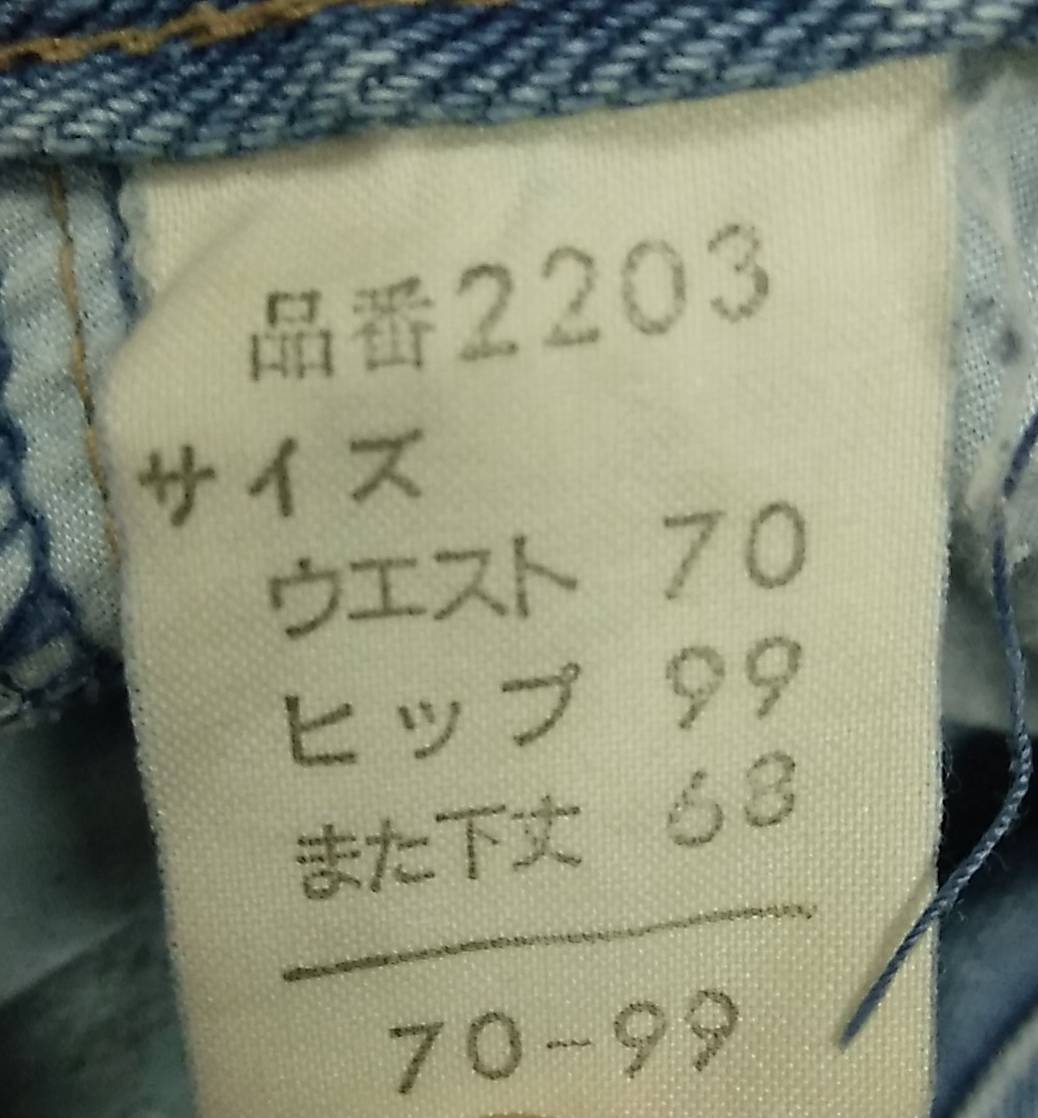 品番2203
サイズ
ウエスト 70
ヒップ 99
また下丈 68
70-99